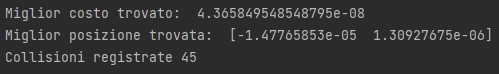 Miglior costo trovato:  4.365849548548795e-08
Miglior posizione trovata:  [-1.47765853e-05  1.30927675e-06]
Collisioni registrate 45